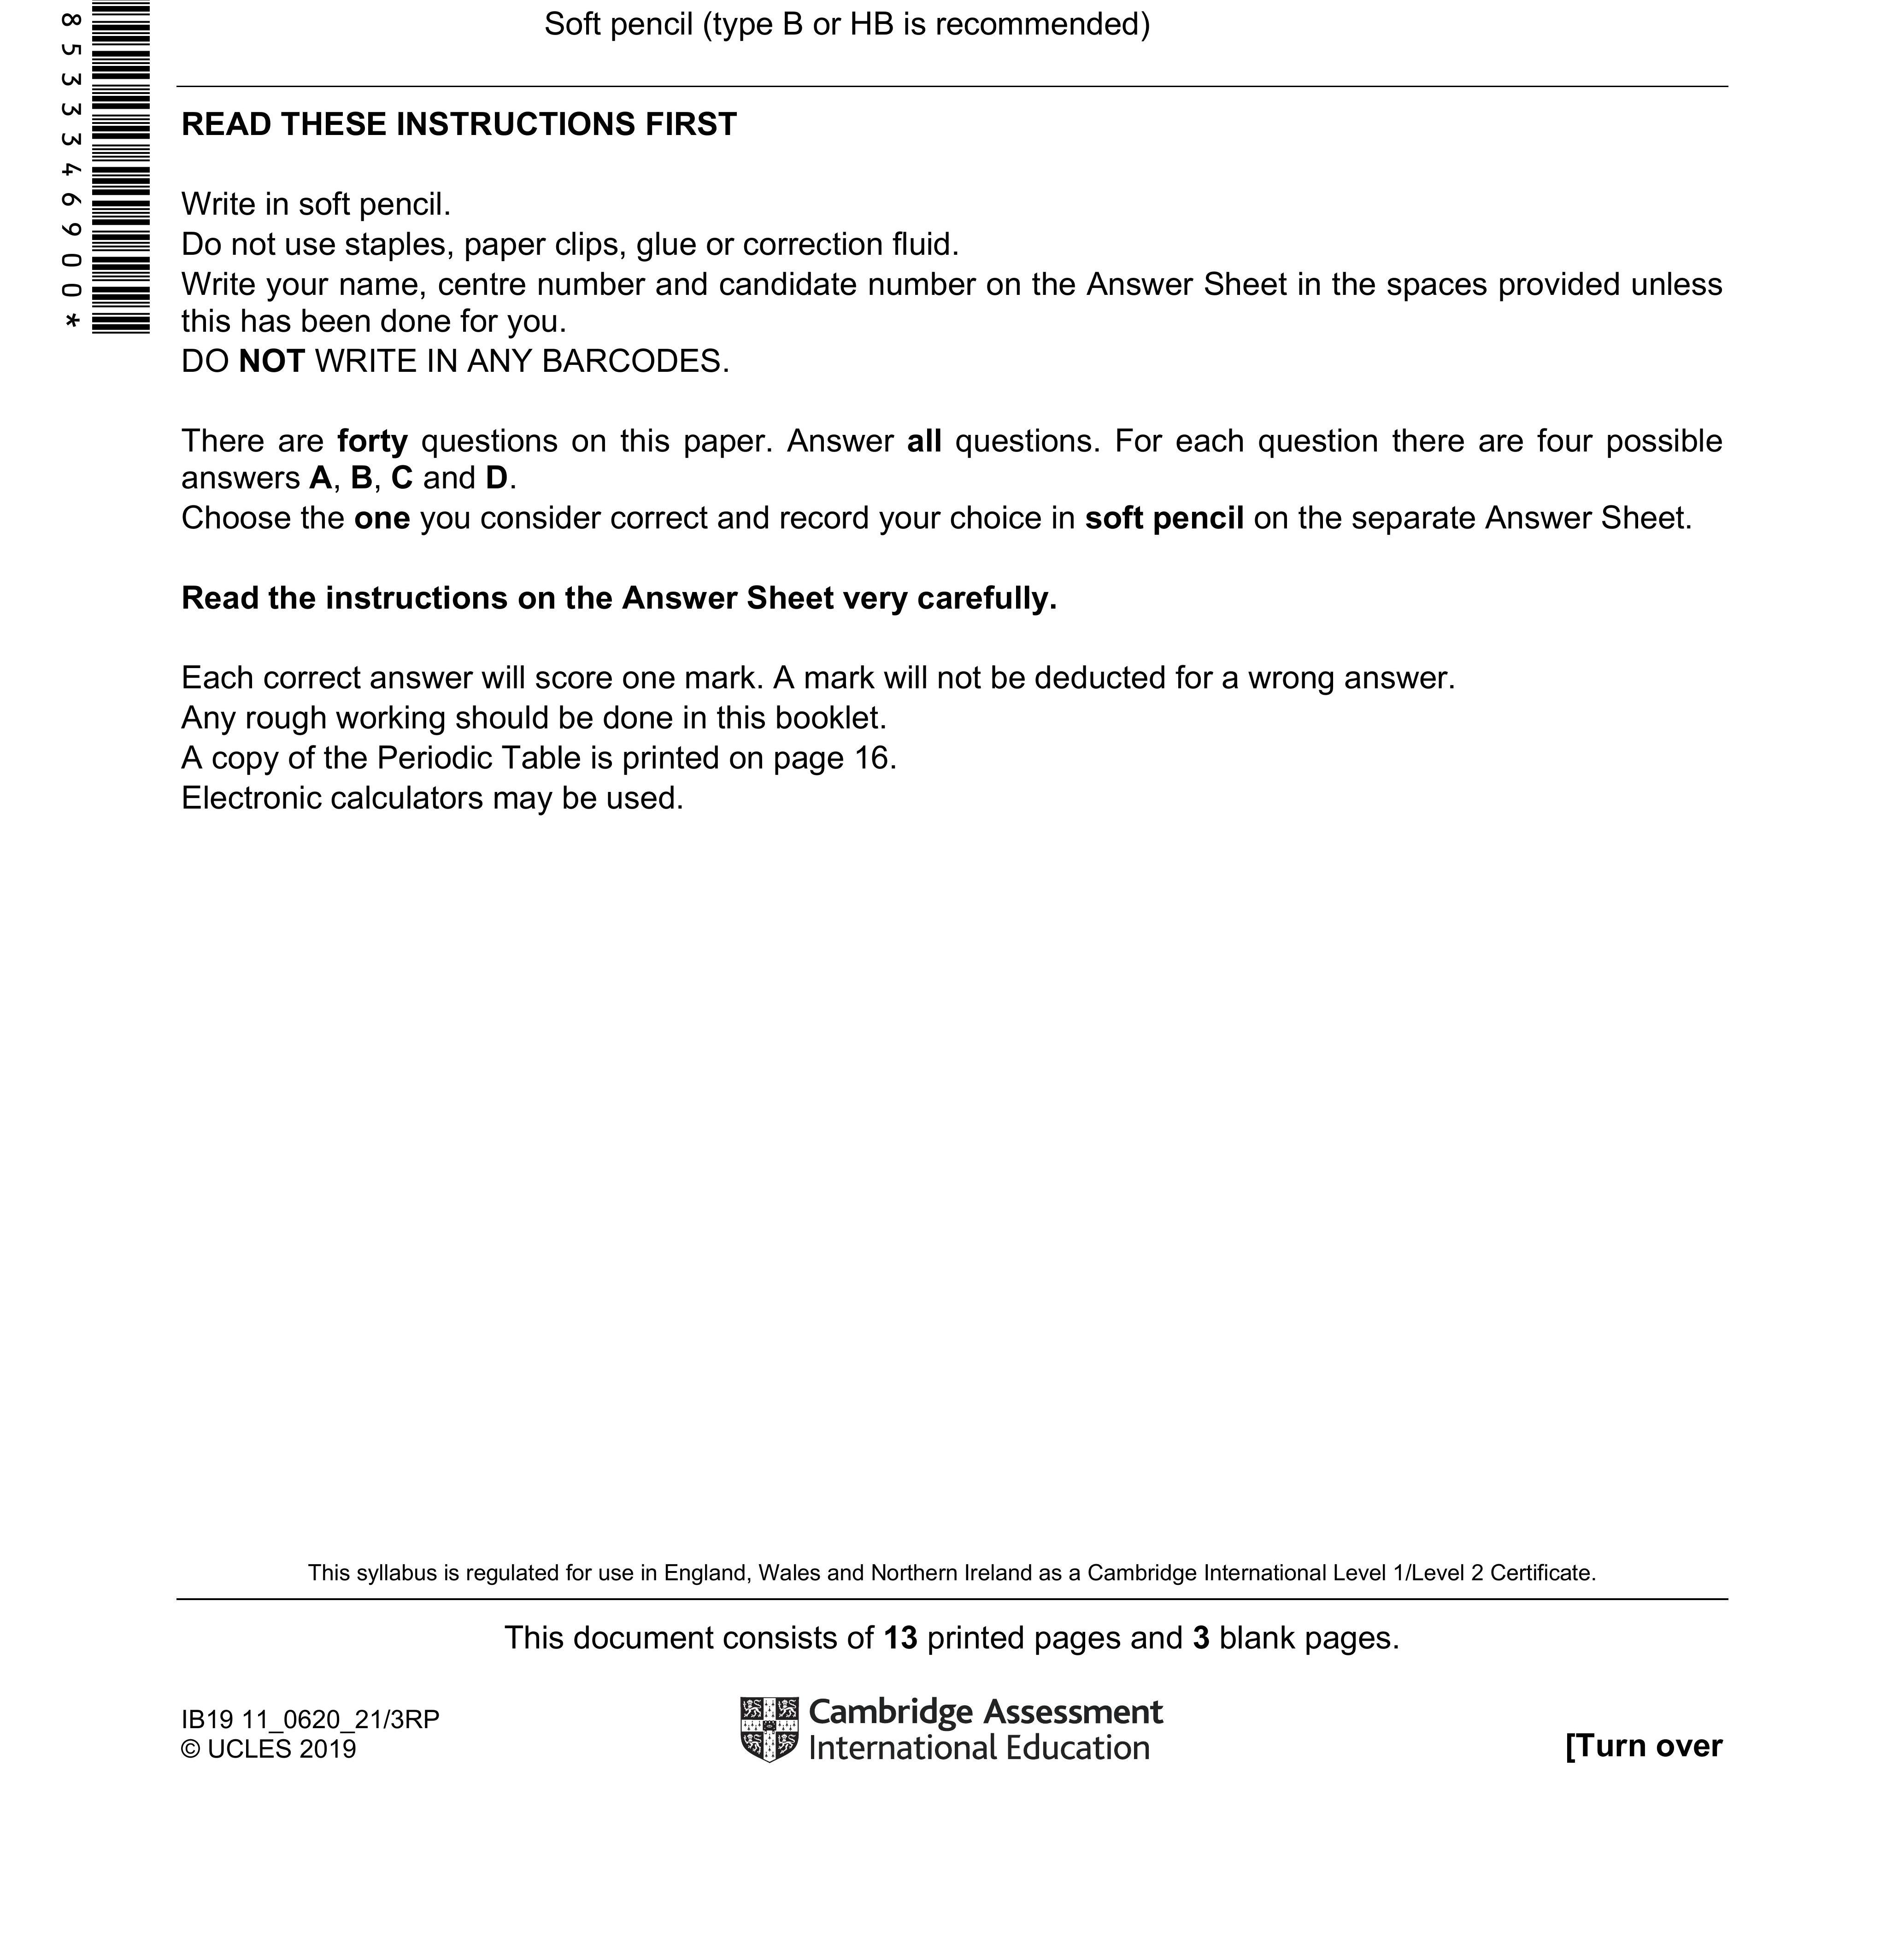 8533346900*
Soft pencil (type B or HB is recommended)
READ THESE INSTRUCTIONS FIRST
Write in soft pencil.
Do not use staples, paper clips, glue or correction fluid.
Write your name, centre number and candidate number on the Answer Sheet in the spaces provided unless
this has been done for you.
DO NOT WRITE IN ANY BARCODES.
There are forty questions on this paper. Answer all questions. For each question there are four possible
answers A, B, C and D.
Choose the one you consider correct and record your choice in soft pencil on the separate Answer Sheet.
Read the instructions on the Answer Sheet very carefully.
Each correct answer will score one mark. A mark will not be deducted for a wrong answer.
Any rough working should be done in this booklet.
A copy of the Periodic Table is printed on page 16.
Electronic calculators may be used.
This syllabus is regulated for use in England, Wales and Northern Ireland as a Cambridge International Level 1/Level 2 Certificate.
This document consists of 13 printed pages and 3 blank pages.
IB19 11_0620_21/3RP
© UCLES 2019
Cambridge Assessment
International Education
[Turn over